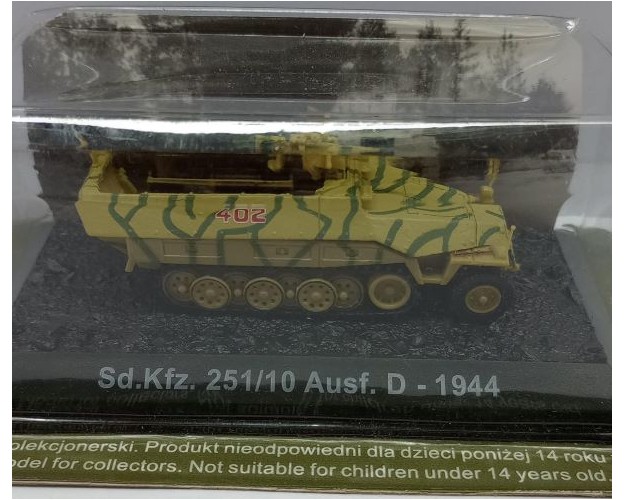 402
Sd.Kfz. 251/10 Ausf. D - 1944
olekcjonerski. Produkt nieodpowiedni dla dzieci poniżej 14 roku
odel for collectors. Not suitable for children under 14 years old.